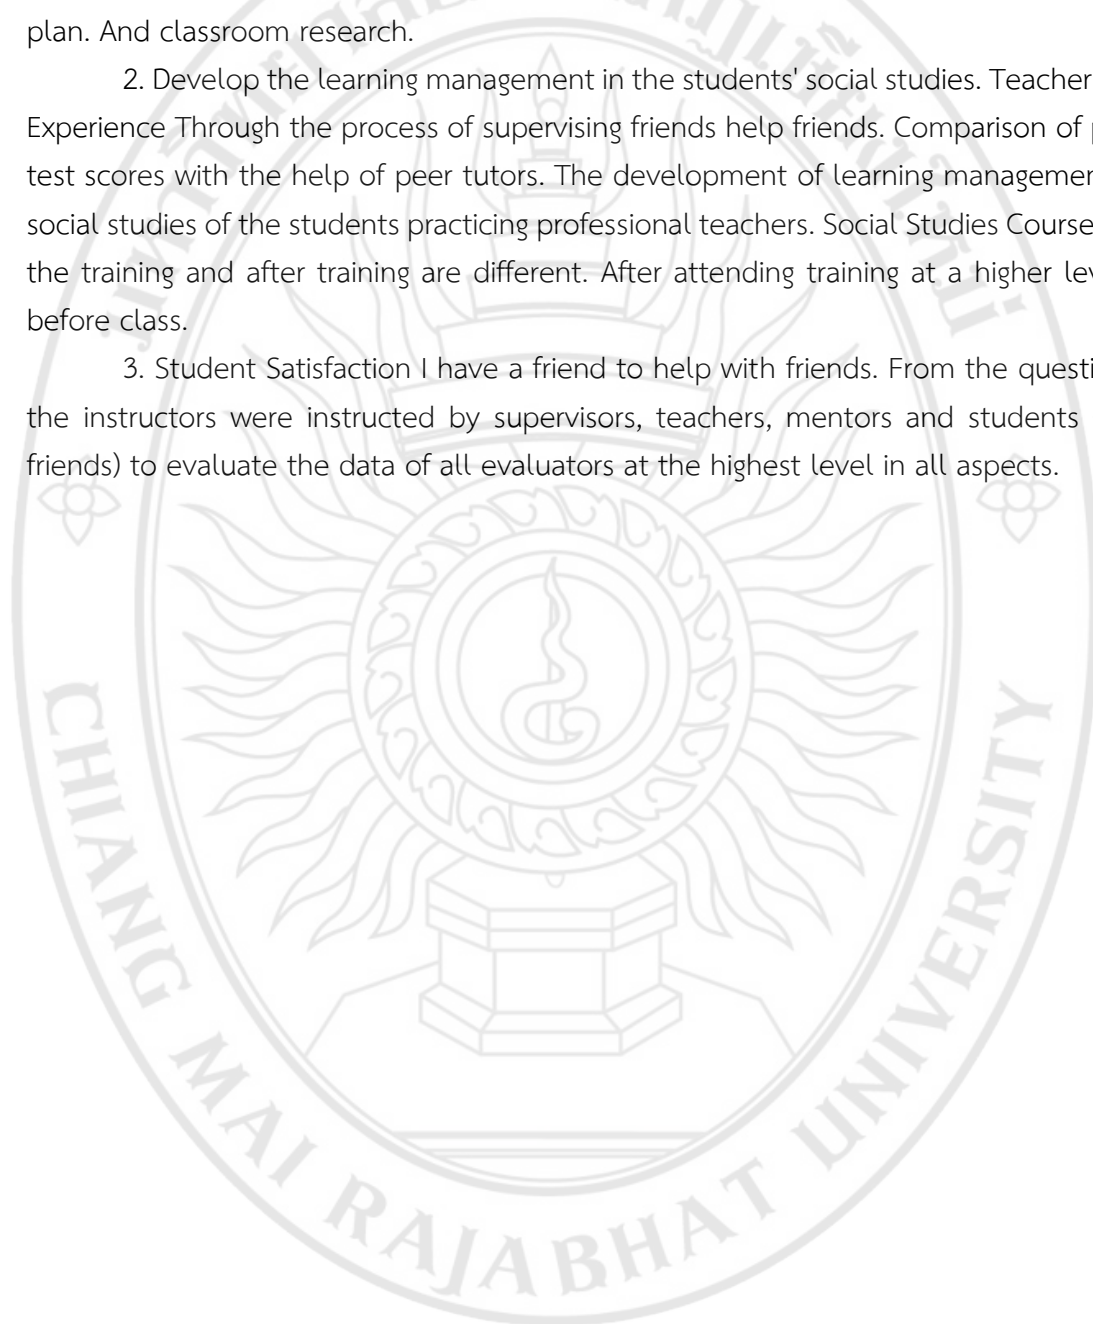 plan. And classroom research.
2. Develop the learning management in the students' social studies. Teacher
Experience Through the process of supervising friends help friends. Comparison of
test scores with the help of peer tutors. The development of learning
social studies of the students practicing professional teachers. Social Studies Course
the training and after training are different. After attending training at a higher
before class.
3. Student Satisfaction I have a friend to help with friends. From the
the instructors were instructed by supervisors, teachers, mentors and students
friends) to evaluate the data of all evaluators at the highest level in all aspects.
CHIANG MAI RAJABHAT UNIVERSITY